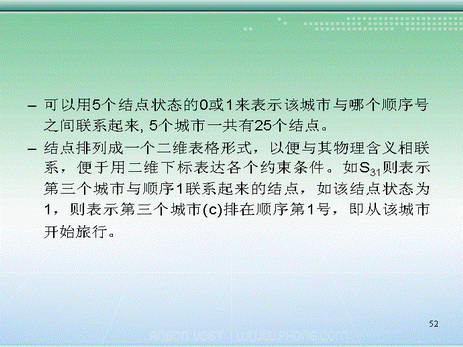 – 可以用5个结点状态的0或1来表示该城市与哪个顺序号
之间联系起来, 5个城市一共有25个结点。
– 结点排列成一个二维表格形式，以便与其物理含义相联
系，便于用二维下标表达各个约束条件。如S31则表示
第三个城市与顺序1联系起来的结点，如该结点状态为
1，则表示第三个城市(c)排在顺序第1号，即从该城市
开始旅行。
52